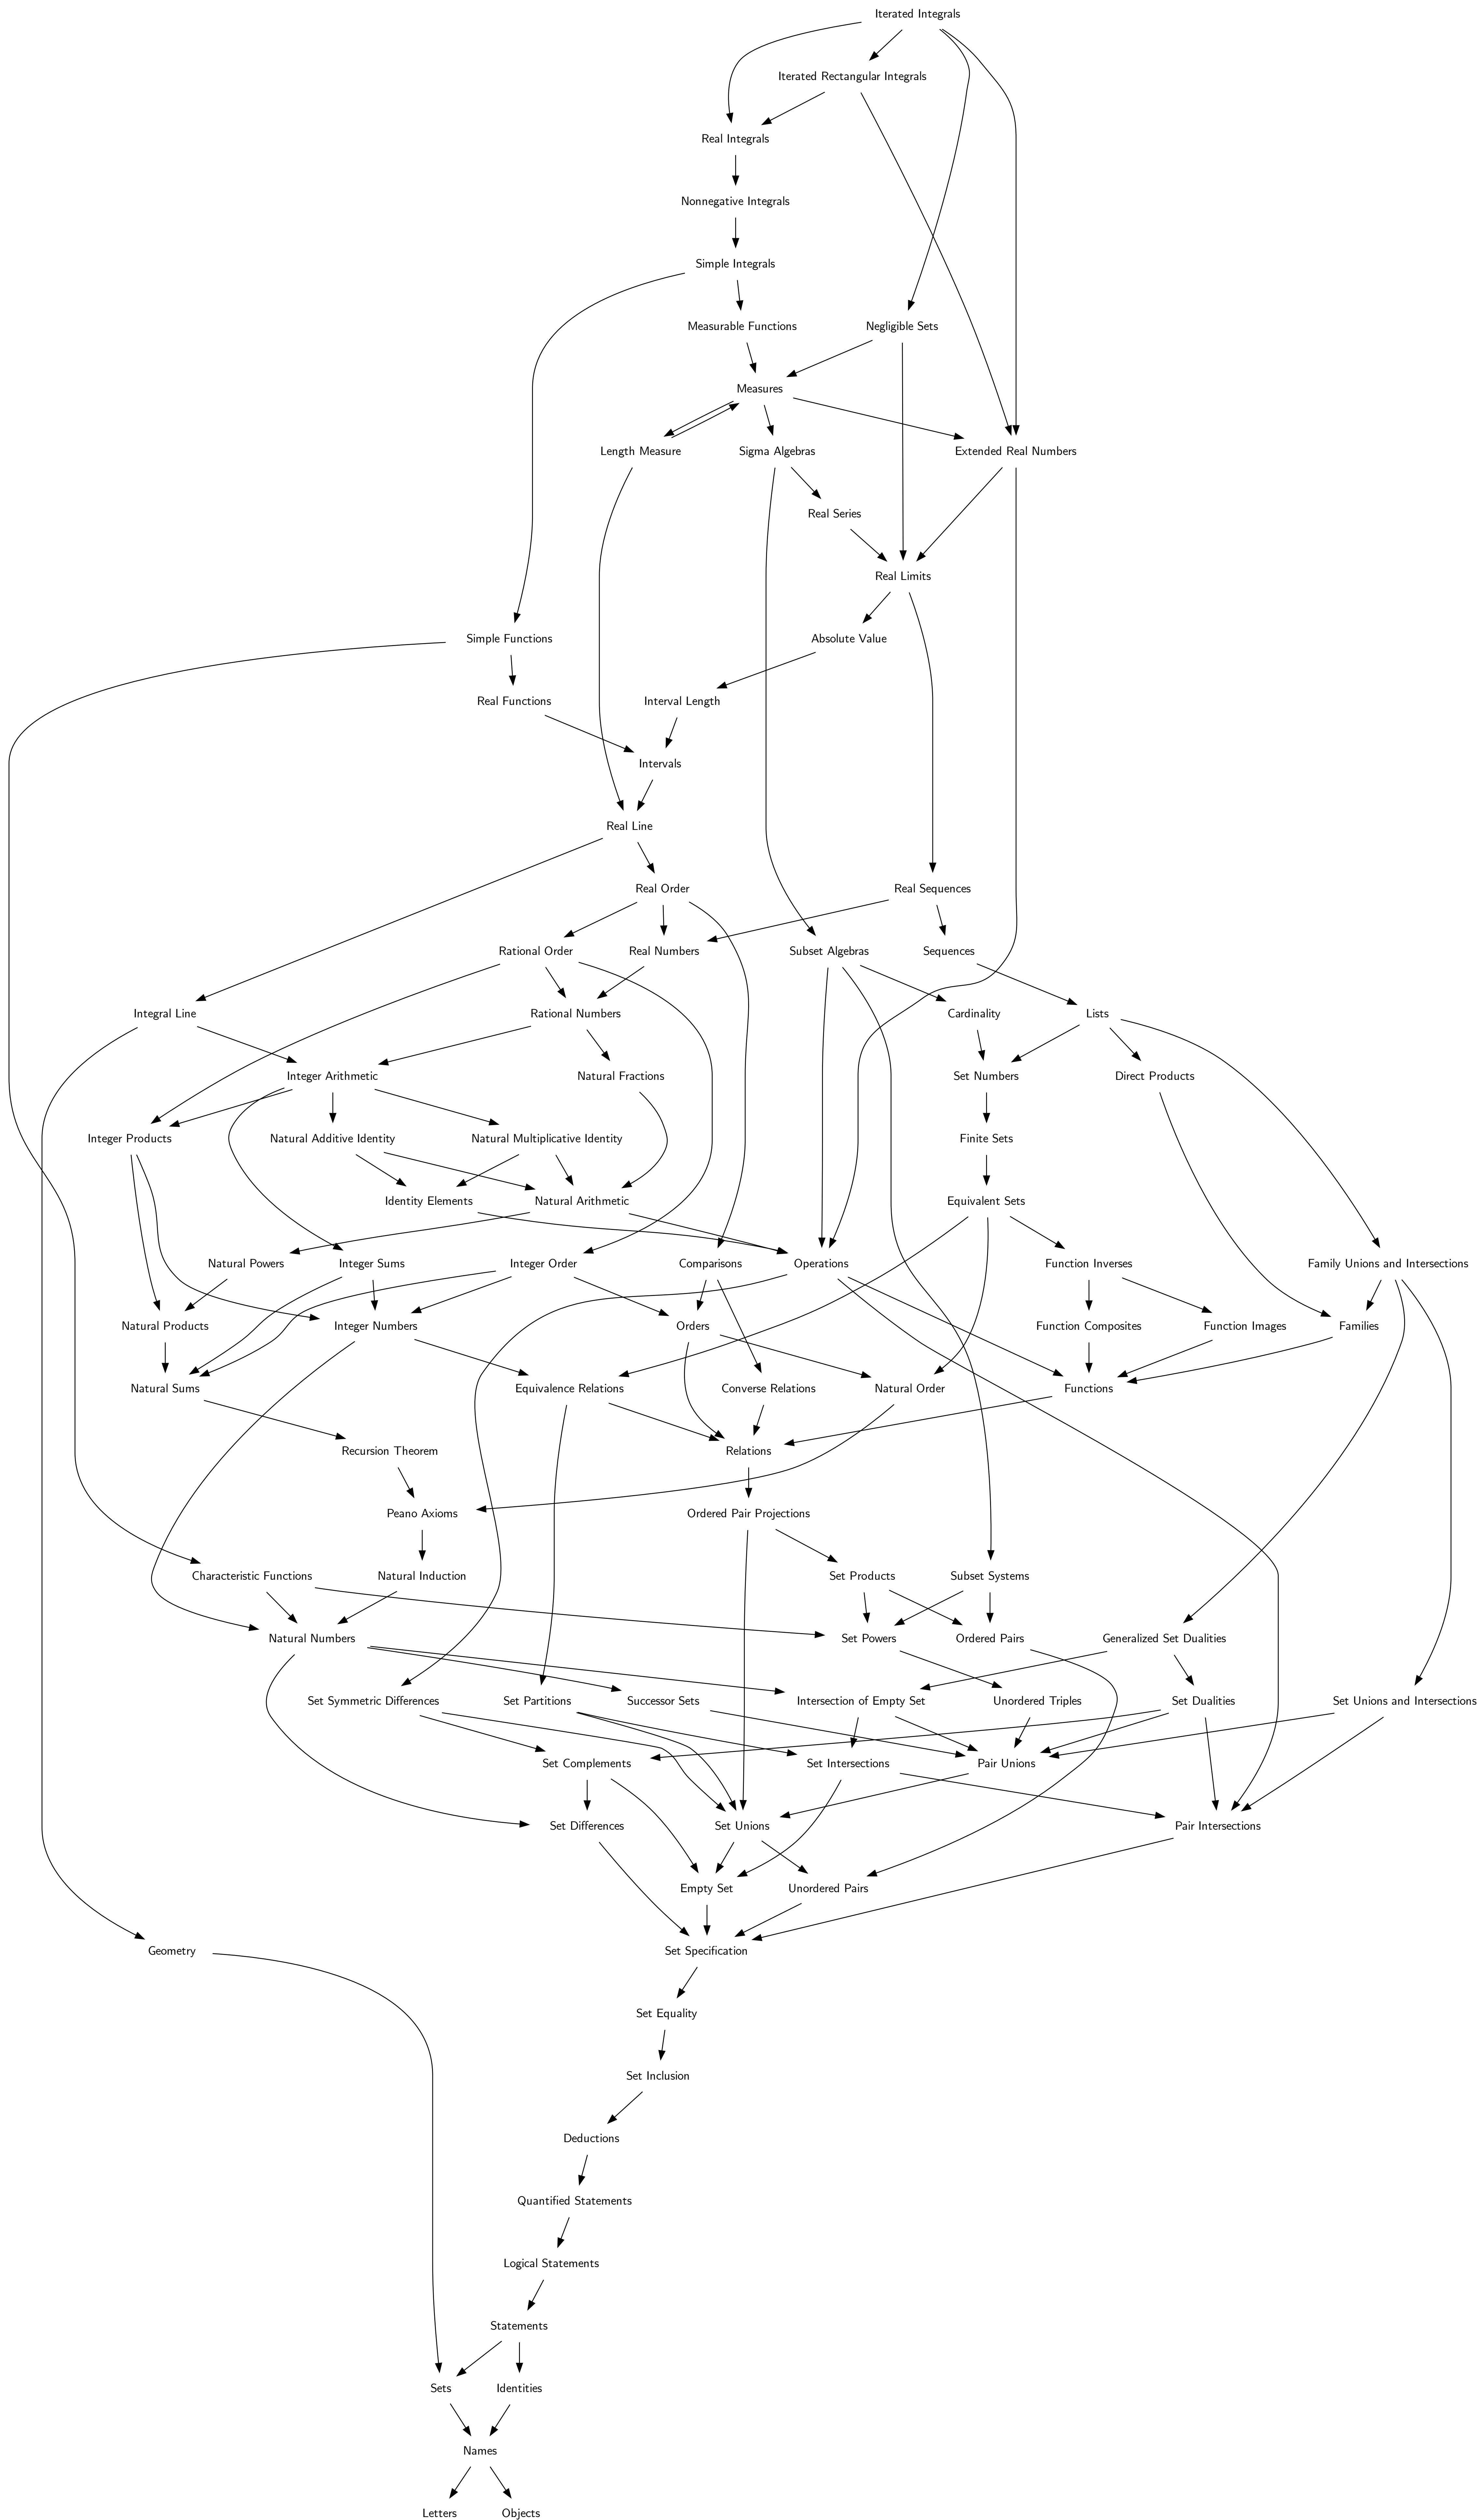 Iterated Integrals
Iterated Rectangular Integrals
Real Integrals
Nonnegative Integrals
Simple Integrals
Measurable Functions
Negligible Sets
Measures
Length Measure
Sigma Algebras
Extended Real Numbers
Real Series
Real Limits
Simple Functions
Absolute Value
Real Functions
Interval Length
Intervals
Real Line
Real Order
Real Sequences
Rational Order
Real Numbers
Subset Algebras
Sequences
Integral Line
Rational Numbers
Cardinality
Lists
Integer Arithmetic
Natural Fractions
Set Numbers
Direct Products
Integer Products
Natural Additive Identity
Natural Multiplicative Identity
Finite Sets
Identity Elements
Natural Arithmetic
Equivalent Sets
Natural Powers
Integer Sums
Integer Order
Comparisons
Operations
Function Inverses
Family Unions and Intersections
Natural Products
Integer Numbers
Orders
Function Composites
Function Images
Families
Natural Sums
Equivalence Relations
Converse Relations
Natural Order
Functions
Recursion Theorem
Relations
Peano Axioms
Ordered Pair Projections
Characteristic Functions
Natural Induction
Set Products
Subset Systems
Natural Numbers
Set Powers
Ordered Pairs
Generalized Set Dualities
Set Symmetric Differences
Set Partitions
Successor Sets
Intersection of Empty Set
Unordered Triples
Set Dualities
Set Unions and Intersections
Set Complements
Set Intersections
Pair Unions
Set Differences
Set Unions
Pair Intersections
Empty Set
Unordered Pairs
Geometry
Set Specification
Set Equality
Set Inclusion
Deductions
Quantified Statements
Logical Statements
Statements
Sets
Identities
Names
Letters
Objects